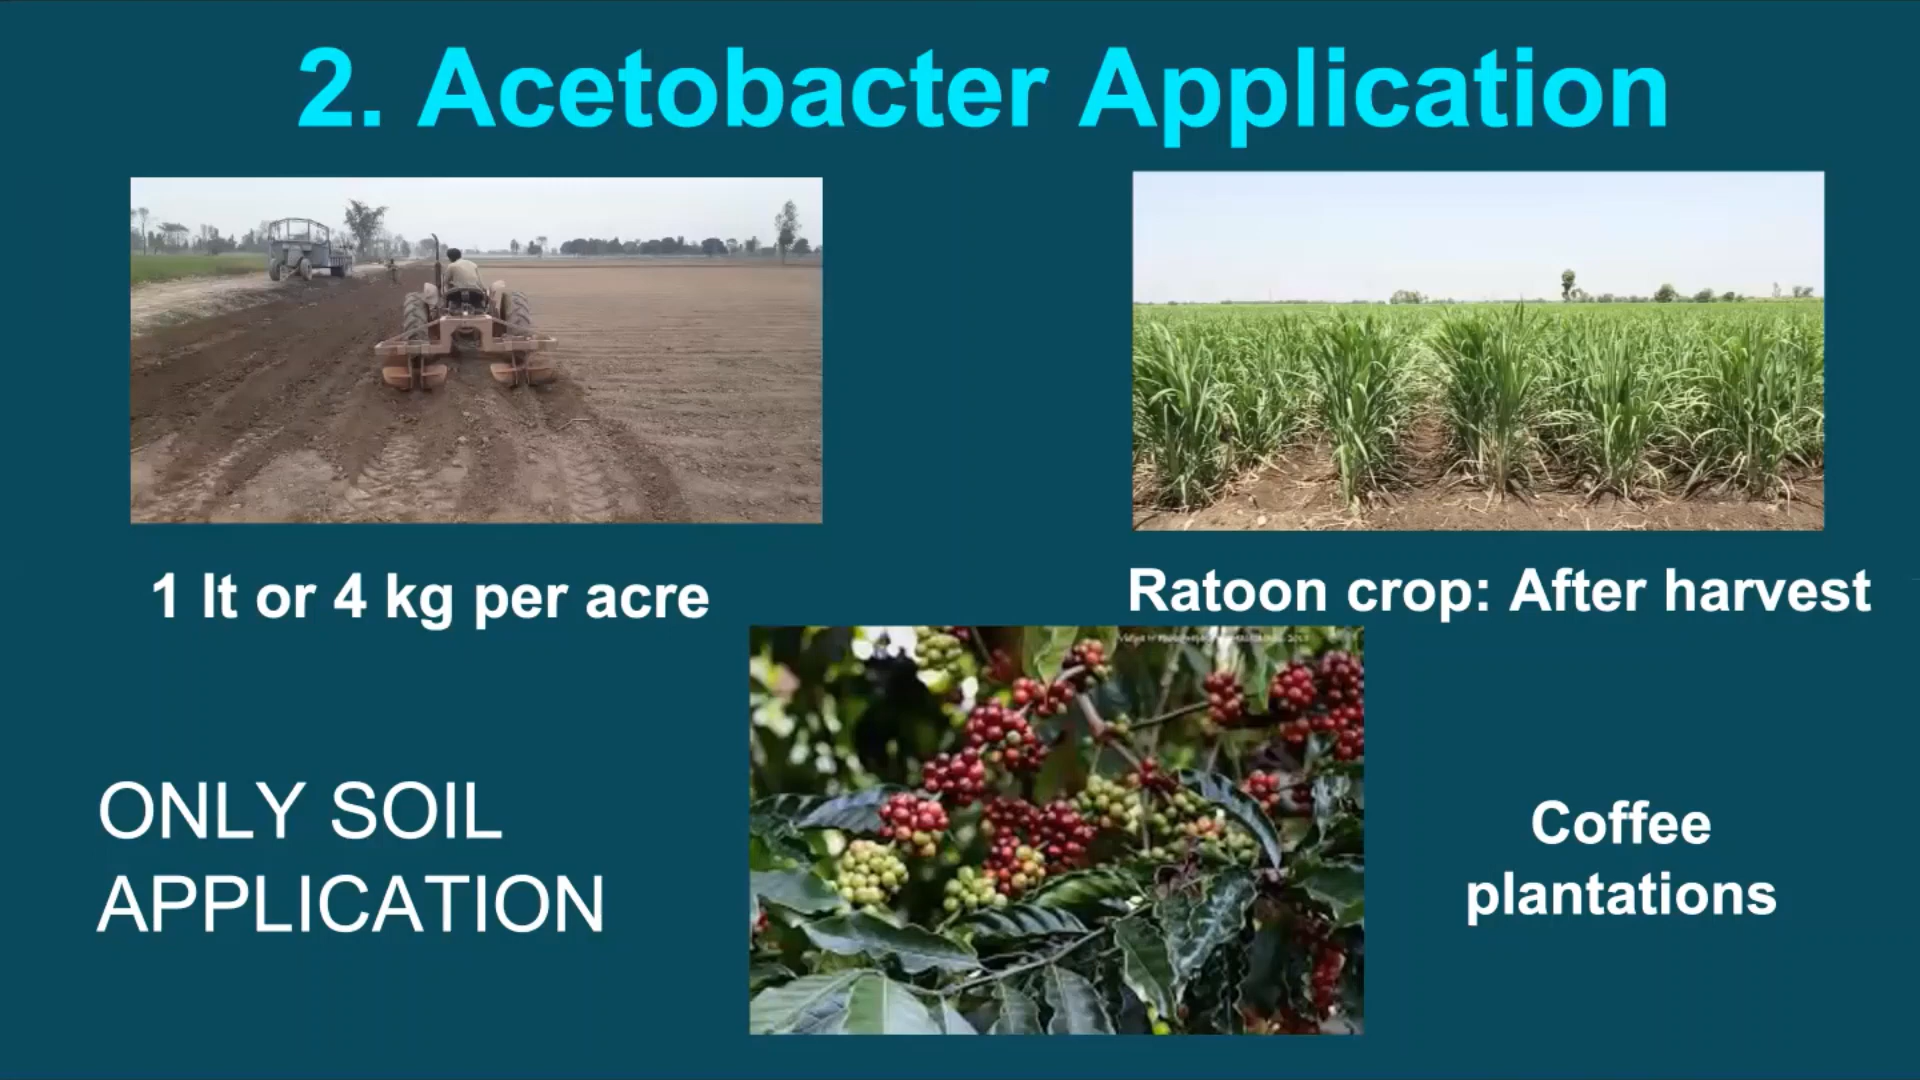 2. Acetobacter Application
1 lt or 4 kg per acre
Ratoon crop: After harvest
ONLY SOIL
APPLICATION
Coffee
plantations